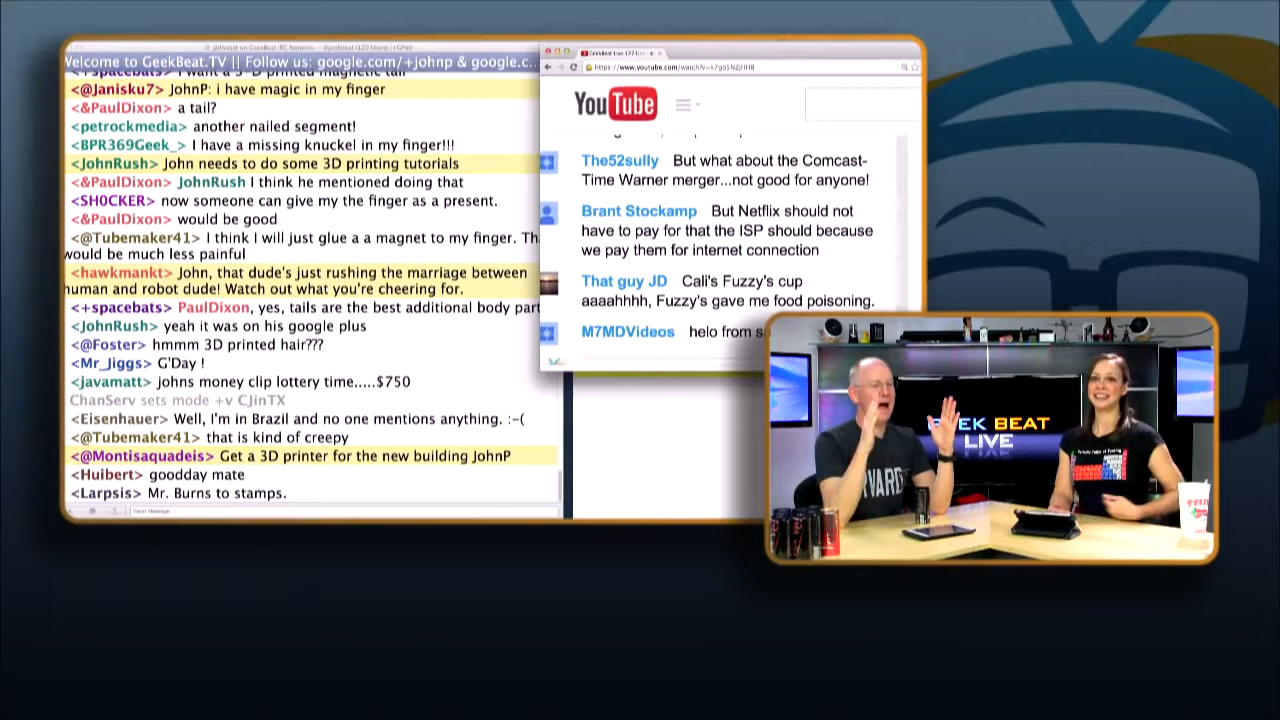 Welcome to GeekBeat.TV || Follow us: google.com/+johnp & google.c...
<+spacebats> I want a 3-D printed magnetic tail
<@Janisku7> JohnP: i have magic in my finger
<&PaulDixon> a tail?
<petrockmedia> another nailed segment!
<BPR369Geek_> I have a missing knuckel in my finger!!!
<JohnRush> John needs to do some 3D printing tutorials
<&PaulDixon> JohnRush I think he mentioned doing that
<SH0CKER> now someone can give my the finger as a present.
<&PaulDixon> would be good
<@Tubemaker41> I think I will just glue a a magnet to my finger. Th
would be much less painful
<hawkmankt> John, that dude's just rushing the marriage between
human and robot dude! Watch out what you're cheering for.
<+spacebats> PaulDixon, yes, tails are the best additional body part
<JohnRush> yeah it was on his google plus
<@Foster> hmmm 3D printed hair???
<Mr_Jiggs> G'Day !
<javamatt> johns money clip lottery time.....$750
ChanServ sets mode +v CJinTX
<Eisenhauer> Well, I'm in Brazil and no one mentions anything. :-(
<@Tubemaker41> that is kind of creepy
<@Montisaquadeis> Get a 3D printer for the new building JohnP
<Huibert> goodday mate
<Larpsis> Mr. Burns to stamps.
YouTube
The52sully But what about the Comcast-
Time Warner merger...not good for anyone!
Brant Stockamp But Netflix should not
have to pay for that the ISP should because
we pay them for internet connection
That guy JD Cali's Fuzzy's cup
aaaahhhh, Fuzzy's gave me food poisoning.
M7MDVideos helo from
GEEK BEAT
LIVE